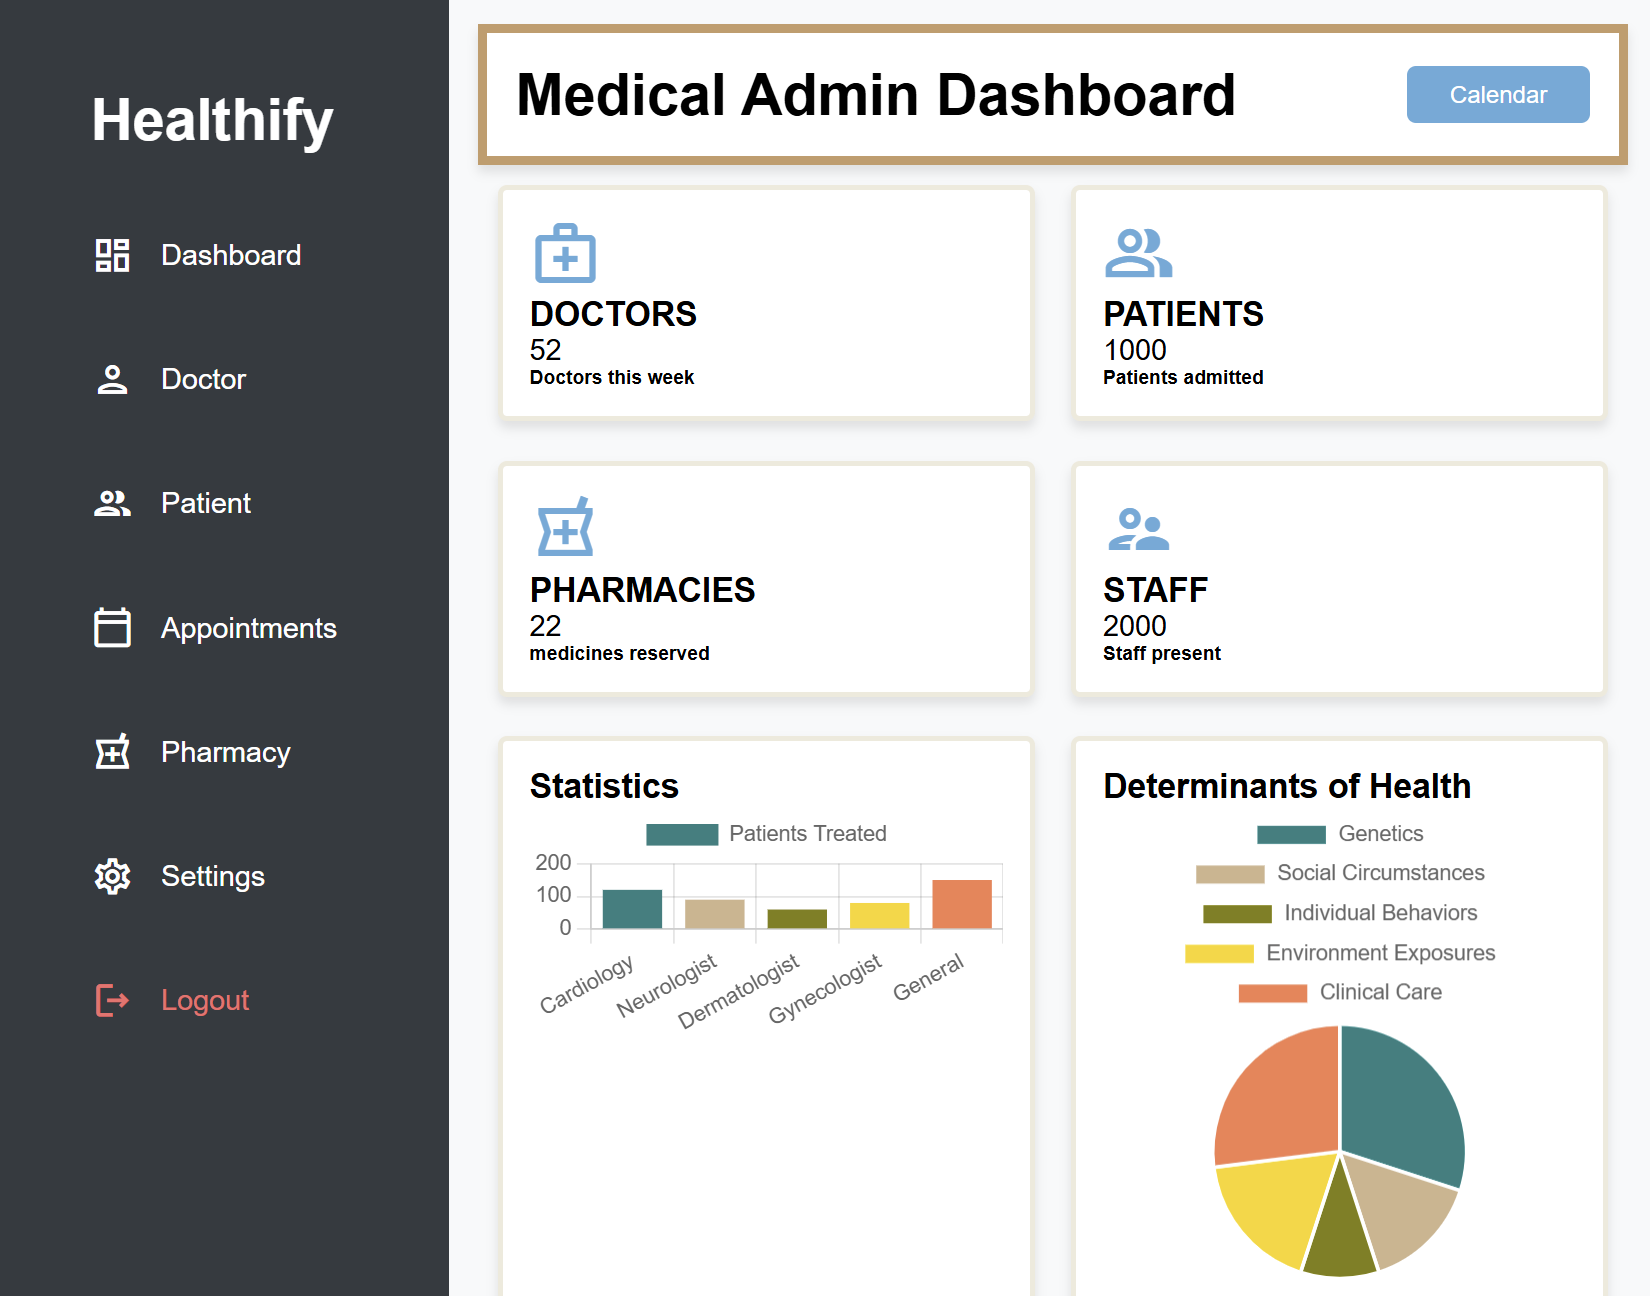 Healthify
Dashboard
Doctor
Patient
Appointments
Pharmacy
Settings
Logout
Medical Admin Dashboard
Calendar
DOCTORS
52
Doctors this week
PATIENTS
1000
Patients admitted
PHARMACIES
22
medicines reserved
STAFF
2000
Staff present
Statistics
Patients Treated
200
100
0
Cardiology
Neurologist
Dermatologist
Gynecologist
General
Determinants of Health
Genetics
Social Circumstances
Individual Behaviors
Environment Exposures
Clinical Care